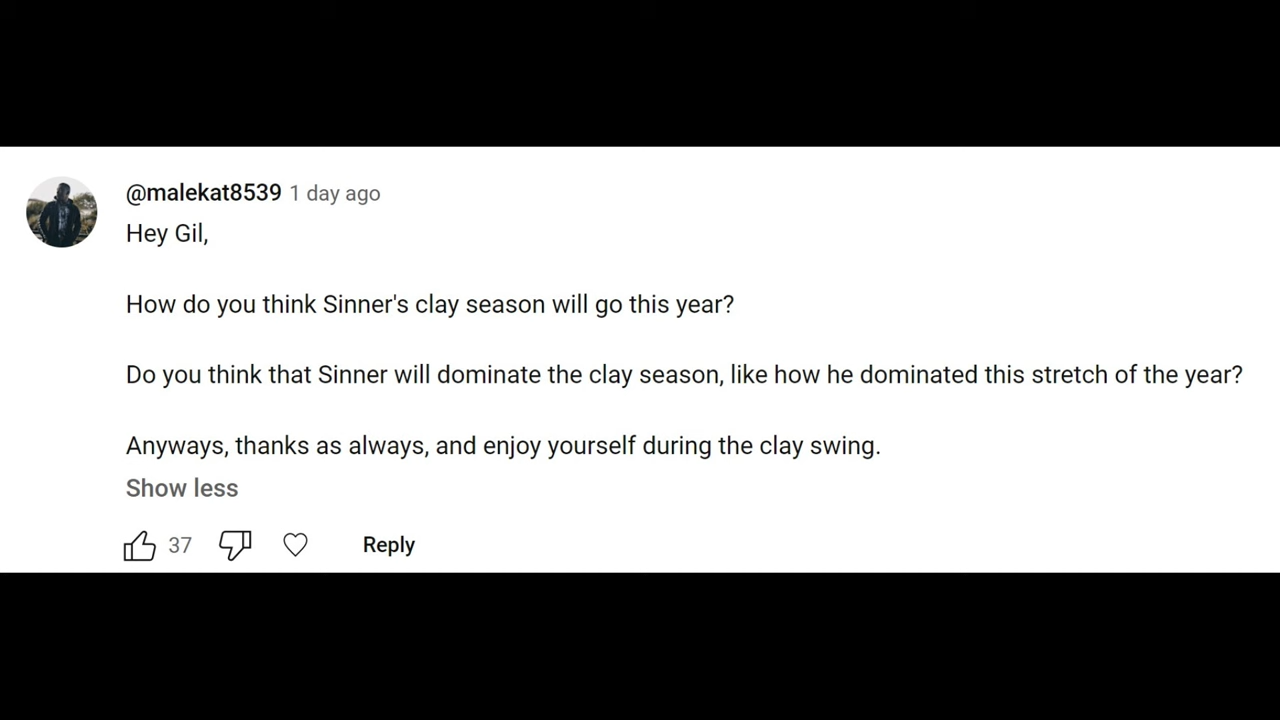 @malekat8539 1 day ago
Hey Gil,
How do you think Sinner's clay season will go this year?
Do you think that Sinner will dominate the clay season, like how he dominated this stretch of the year?
Anyways, thanks as always, and enjoy yourself during the clay swing.
Show less
37 Reply